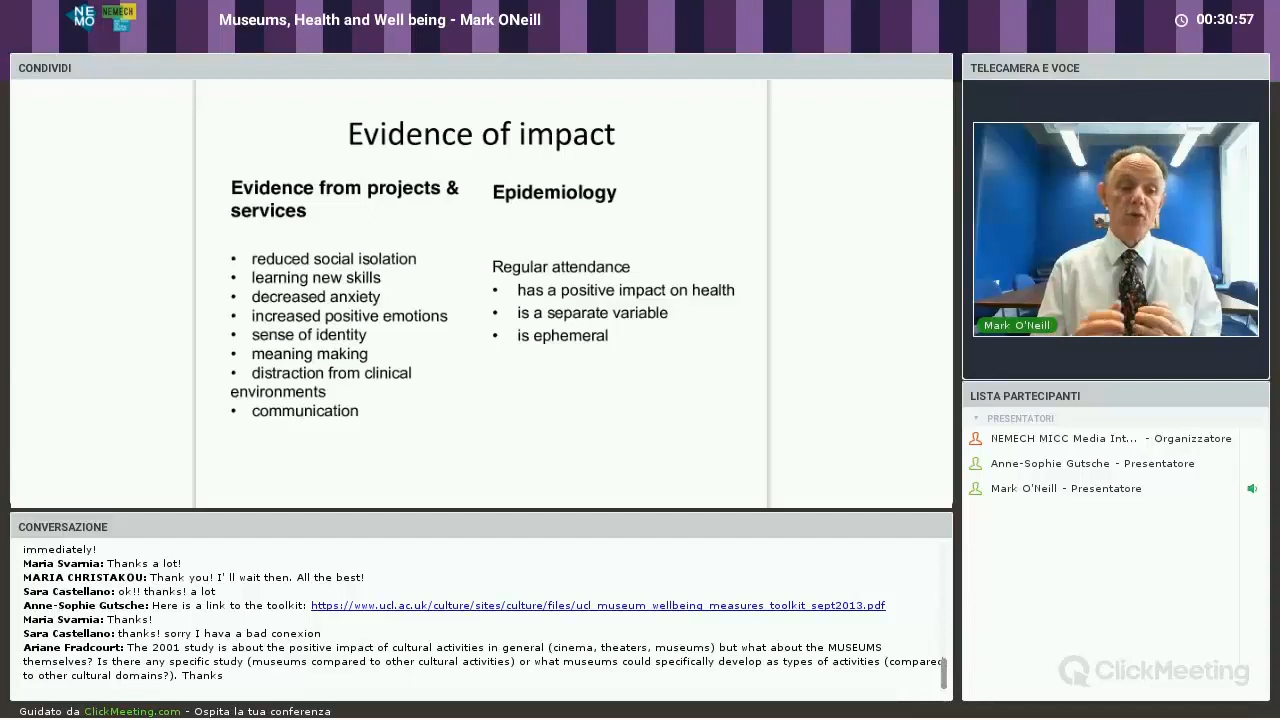 NE
MO
NEMECH
Museums, Health and Well being - Mark ONeill
00:30:57
CONDIVIDI
Evidence of impact
Evidence from projects &
services
• reduced social isolation
• learning new skills
• decreased anxiety
• increased positive emotions
• sense of identity
• meaning making
• distraction from clinical
environments
• communication
Epidemiology
Regular attendance
• has a positive impact on health
• is a separate variable
• is ephemeral
TELECAMERA E VOCE
Mark O'Neill
LISTA PARTECIPANTI
PRESENTATORI
NEMECH MICC Media Int... - Organizzatore
Anne-Sophie Gutsche - Presentatore
Mark O'Neill - Presentatore
CONVERSAZIONE
immediately!
Maria Svarnia: Thanks a lot!
MARIA CHRISTAKOU: Thank you! I' ll wait then. All the best!
Sara Castellano: ok!! thanks! a lot
Anne-Sophie Gutsche: Here is a link to the toolkit: https://www.ucl.ac.uk/culture/sites/culture/files/ucl_museum_wellbeing_measures_toolkit_sept2013.pdf
Maria Svarnia: Thanks!
Sara Castellano: thanks! sorry I hava a bad conexion
Ariane Fradcourt: The 2001 study is about the positive impact of cultural activities in general (cinema, theaters, museums) but what about the MUSEUMS
themselves? Is there any specific study (museums compared to other cultural activities) or what museums could specifically develop as types of activities (compared
to other cultural domains?). Thanks
ClickMeeting
Guidato da ClickMeeting.com - Ospita la tua conferenza